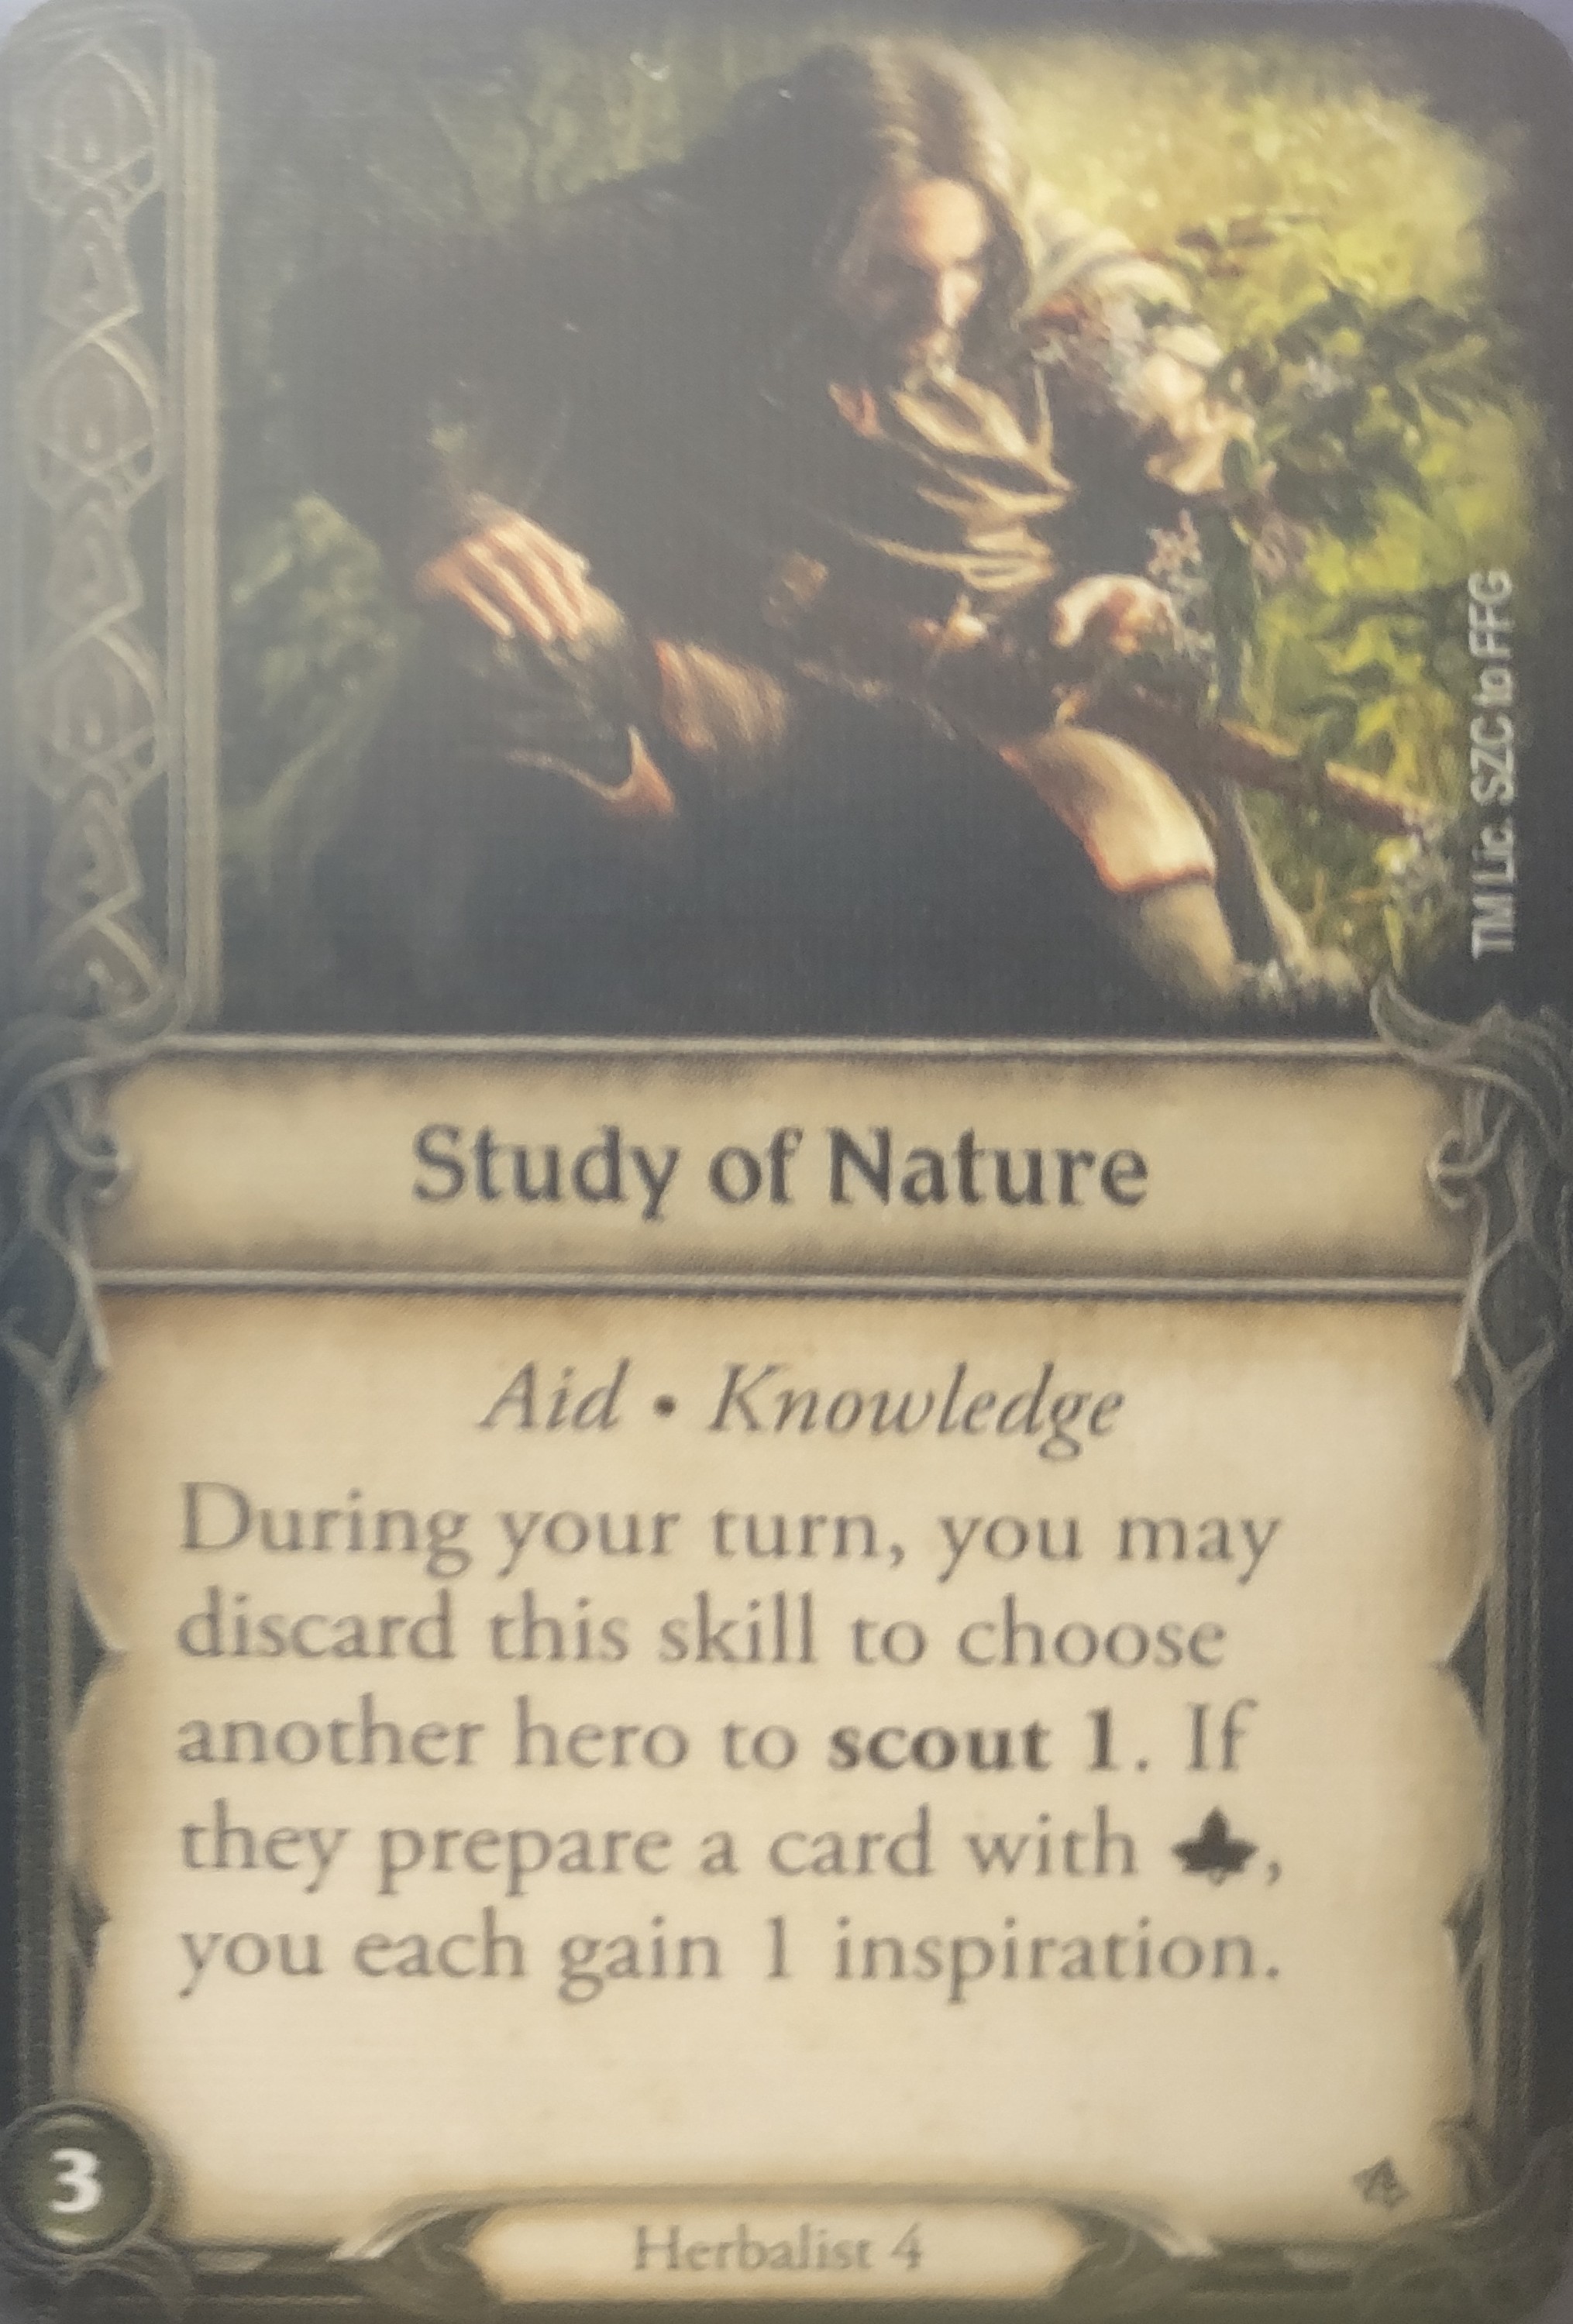 TM Lic. SZC to FFG
Study of Nature
Aid • Knowledge
During your turn, you may
discard this skill to choose
another hero to scout 1. If
they prepare a card with ,
you each gain 1 inspiration.
3
Herbalist 4